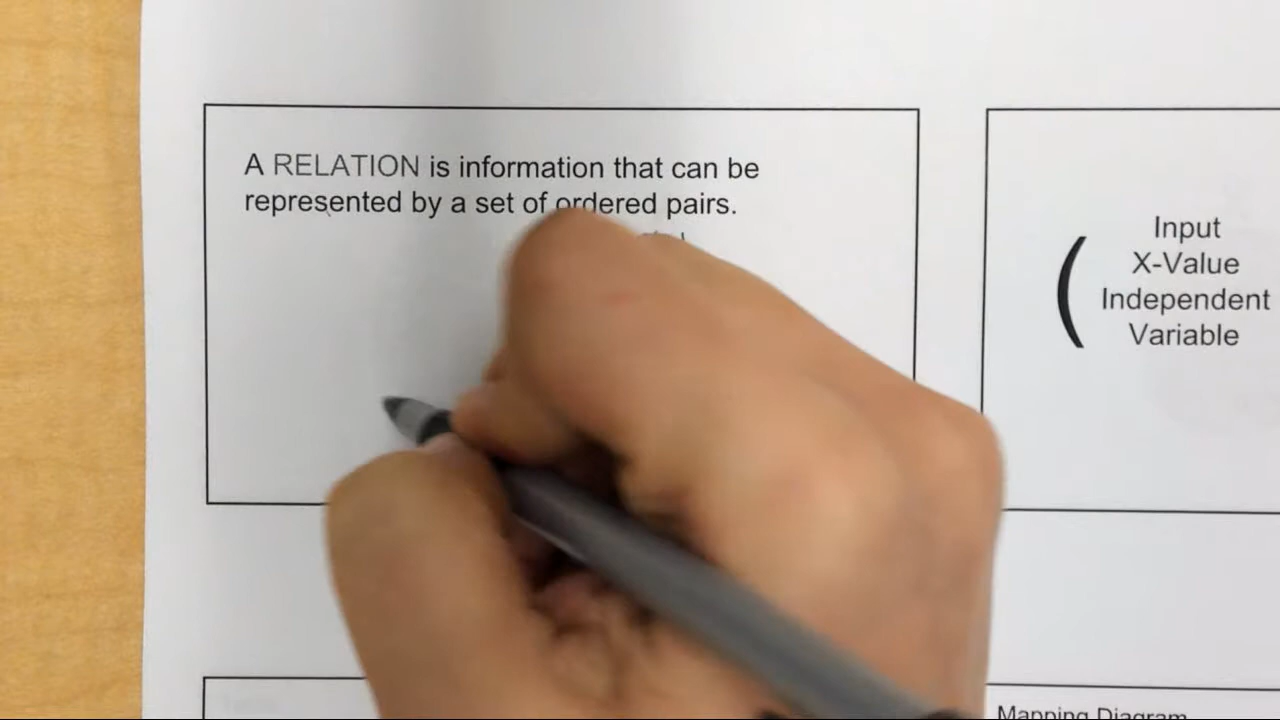 A RELATION is information that can be
represented by a set of ordered pairs.
(
Input
X-Value
Independent
Variable
Mapping Diagram